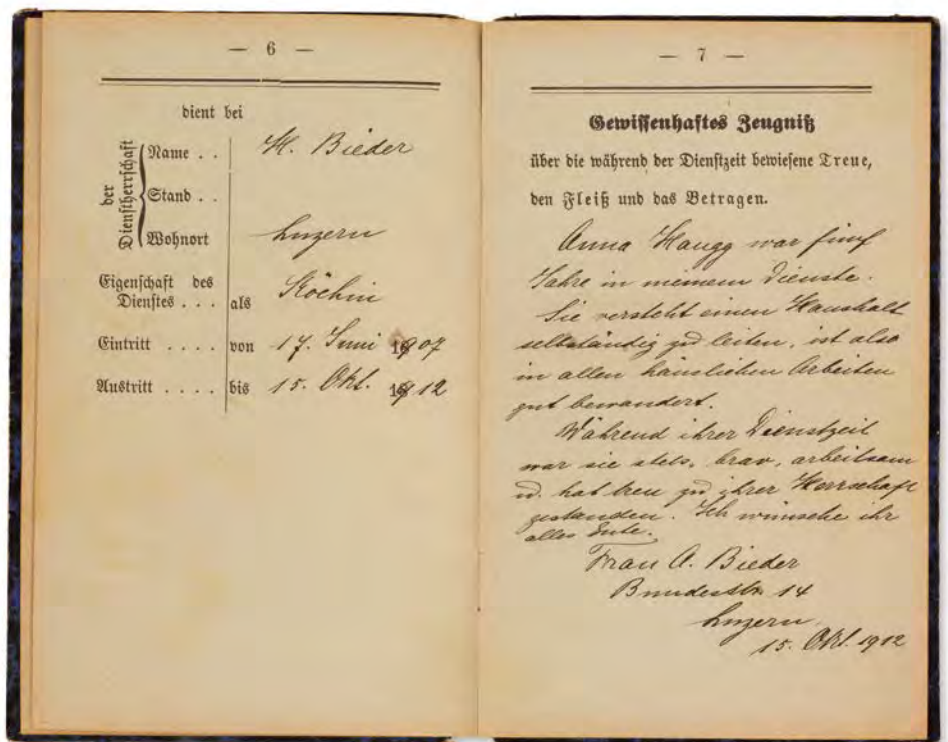 — 6 —
dient bei
der Dienstherrschaft
Name . . H. Bieder
Stand . .
Wohnort Luzern
Eigenschaft des
Dienstes . . . als Köchin
Eintritt . . . . von 17. Juni 1907
Austritt . . . . bis 15. Okt. 1912
— 7 —
Gewissenhaftes Zeugniß
über die während der Dienstzeit bewiesene Treue,
den Fleiß und das Betragen.
Anna Haugg war fünf
Jahre in meinem Dienste.
Sie versteht einen Haushalt
selbständig zu leiten, ist also
in allen häuslichen Arbeiten
gut bewandert.
Während ihrer Dienstzeit
war sie stets, brav, arbeitsam
u. hat treu zu ihrer Herrschaft
gestanden. Ich wünsche ihr
alles Gute.
Frau A. Bieder
Bundesstr. 14
Luzern,
15. Okt. 1912